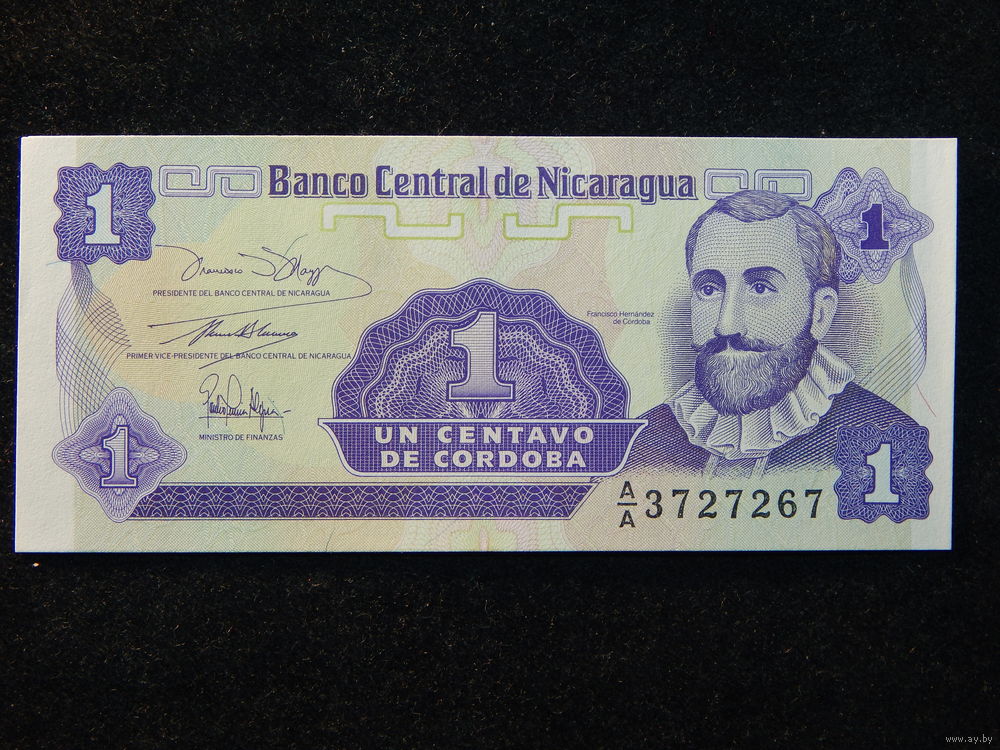 1
Banco Central de Nicaragua
1
PRESIDENTE DEL BANCO CENTRAL DE NICARAGUA
Francisco Hernández
de Cordoba
PRIMER VICE-PRESIDENTE DEL BANCO CENTRAL DE NICARAGUA
1
MINISTRO DE FINANZAS
UN CENTAVO
DE CORDOBA
1
1
A/A 3727267
www.ay.by